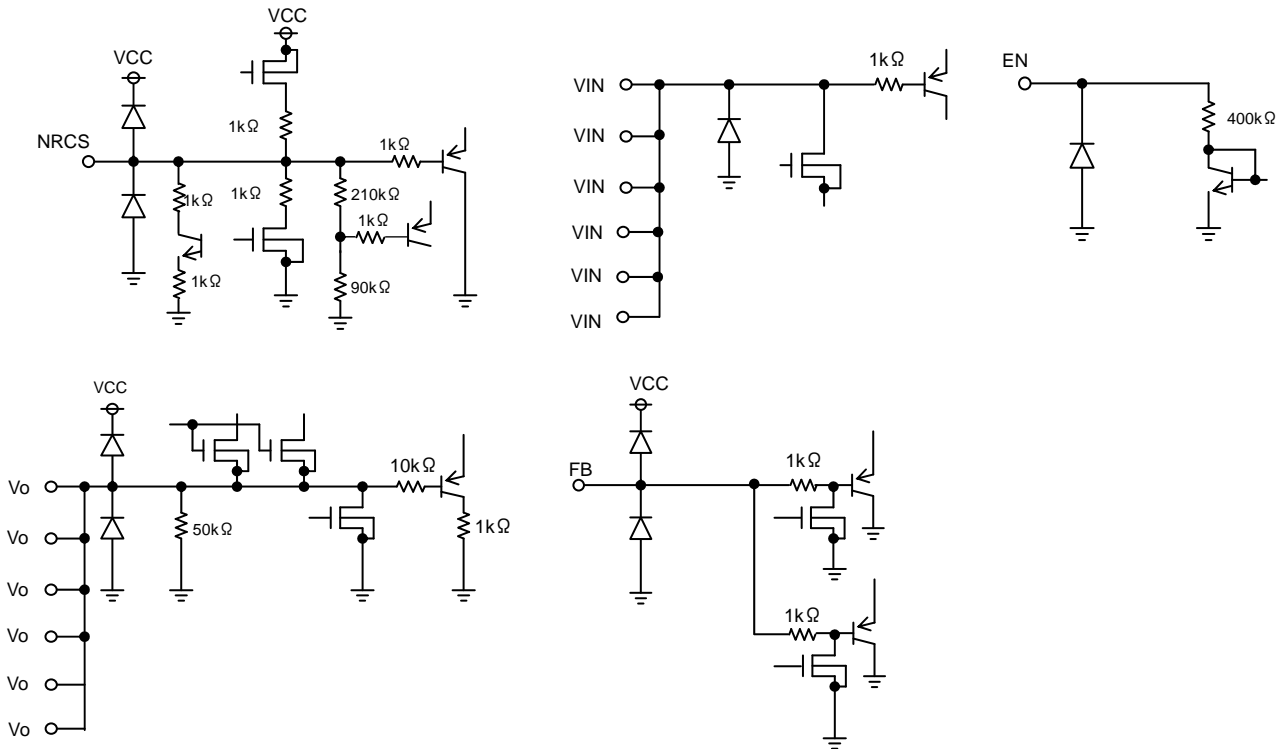 VCC
VCC
1kΩ
NRCS
1kΩ
1kΩ
1kΩ
210kΩ
1kΩ
1kΩ
90kΩ
1kΩ
VIN
VIN
VIN
VIN
VIN
VIN
EN
400kΩ
VCC
10kΩ
Vo
50kΩ
1kΩ
Vo
Vo
Vo
Vo
Vo
VCC
1kΩ
FB
1kΩ